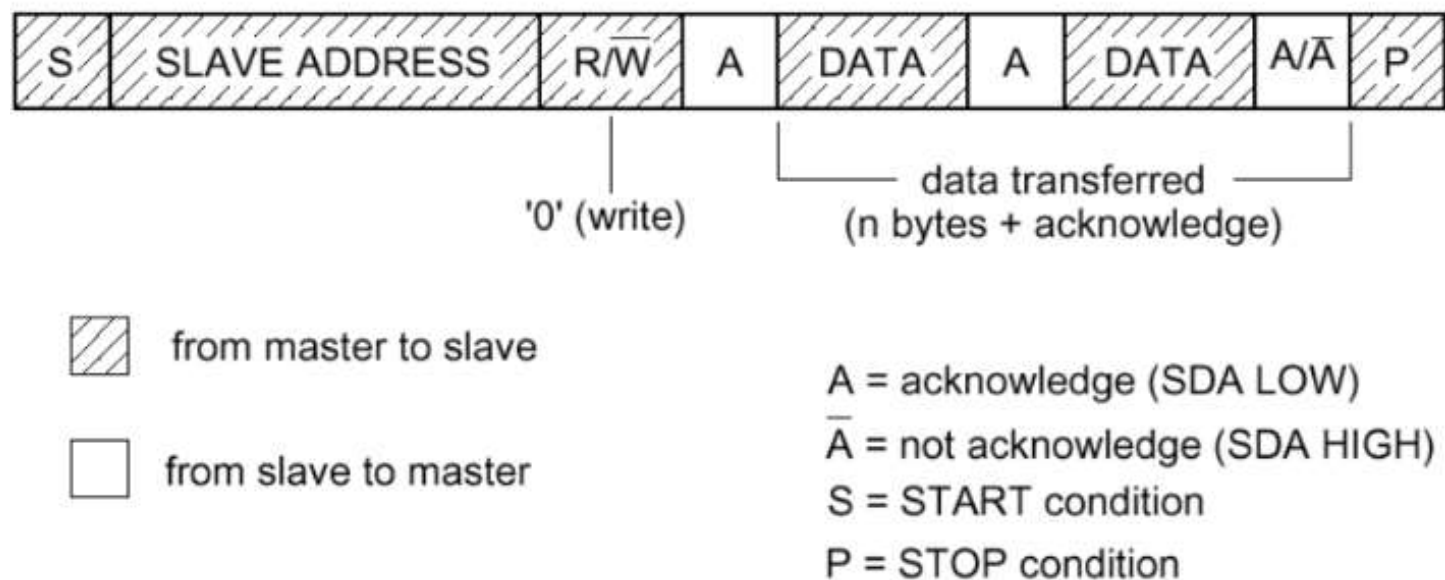 S SLAVE ADDRESS R/W̅ A DATA A DATA A/A̅ P
data transferred
'0' (write) (n bytes + acknowledge)
from master to slave
from slave to master
A = acknowledge (SDA LOW)
A̅ = not acknowledge (SDA HIGH)
S = START condition
P = STOP condition